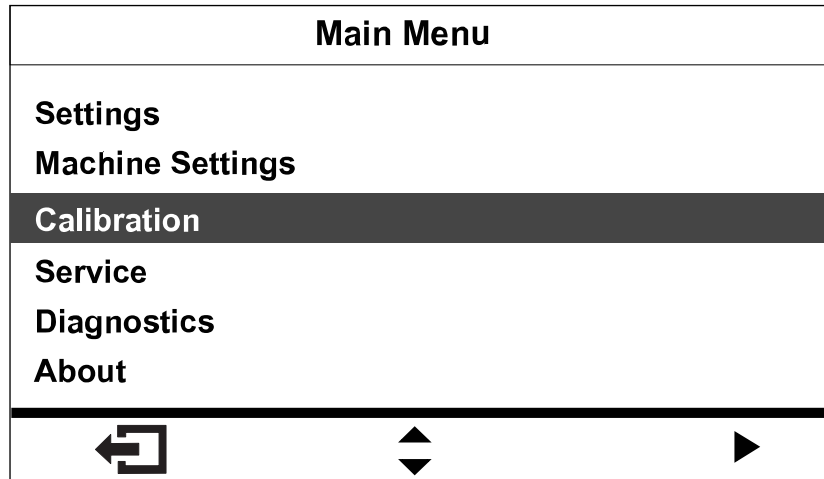 Main Menu
Settings
Machine Settings
Calibration
Service
Diagnostics
About